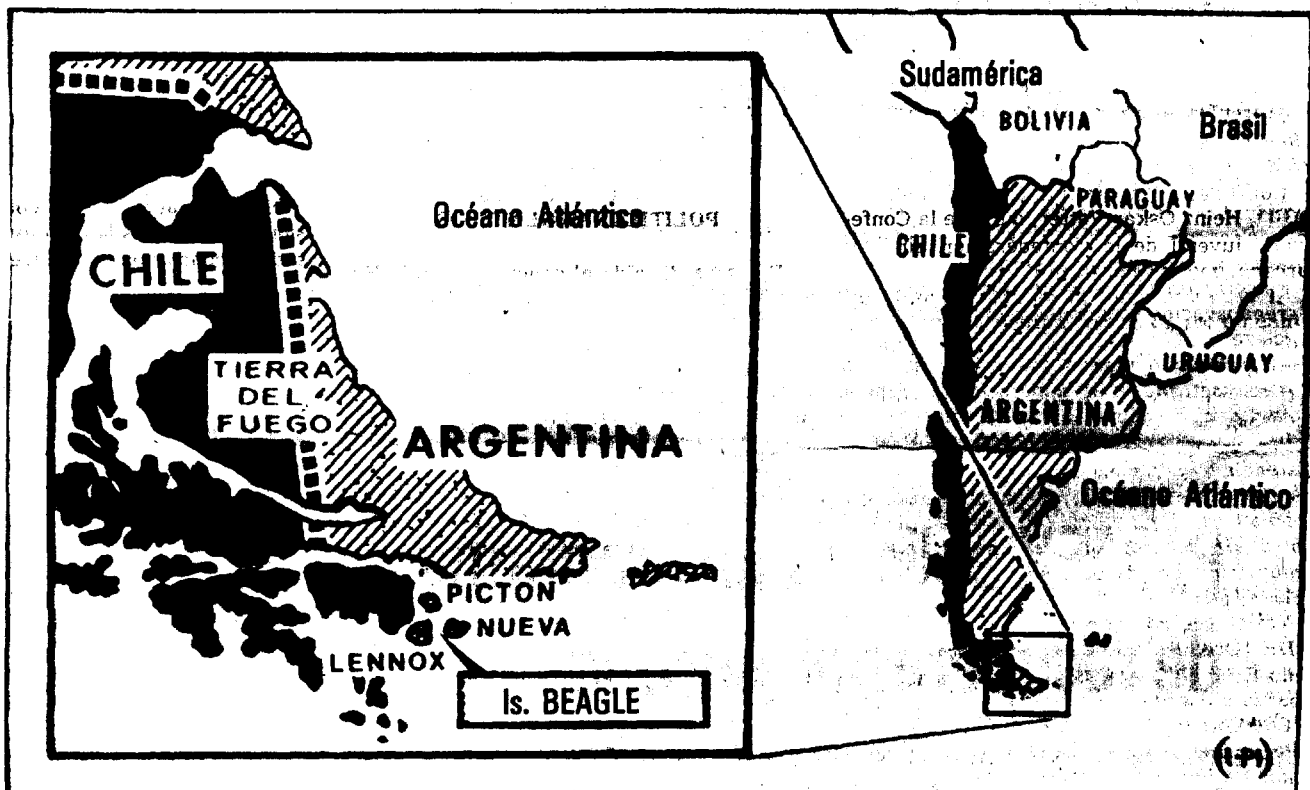 Océano Atlántico
CHILE
TIERRA
DEL
FUEGO
ARGENTINA
PICTON
NUEVA
LENNOX
Is. BEAGLE
Sudamérica
BOLIVIA
Brasil
PARAGUAY
CHILE
URUGUAY
ARGENTINA
Océano Atlántico